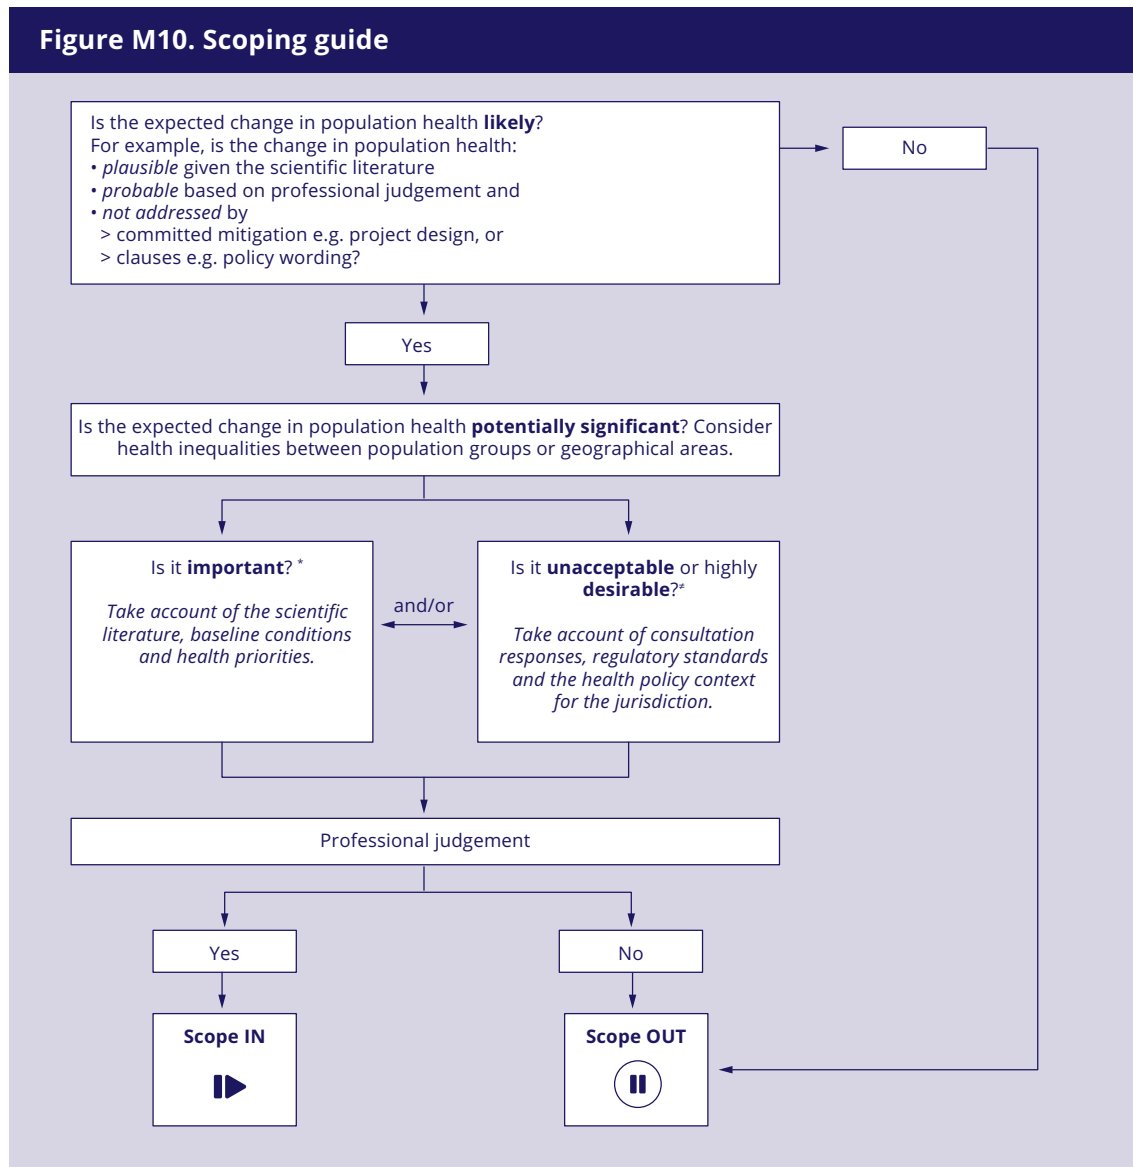 Figure M10. Scoping guide
Is the expected change in population health likely?
For example, is the change in population health:
• plausible given the scientific literature
• probable based on professional judgement and
• not addressed by
> committed mitigation e.g. project design, or
> clauses e.g. policy wording?
No
Yes
Is the expected change in population health potentially significant? Consider
health inequalities between population groups or geographical areas.
Is it important? *
Take account of the scientific
literature, baseline conditions
and health priorities.
and/or
Is it unacceptable or highly
desirable?≠
Take account of consultation
responses, regulatory standards
and the health policy context
for the jurisdiction.
Professional judgement
Yes
No
Scope IN
Scope OUT